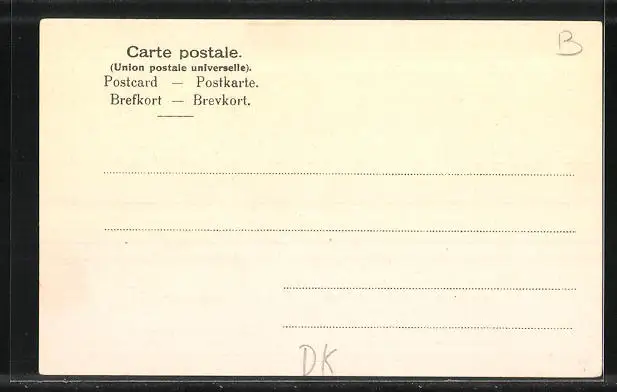 B
Carte postale.
(Union postale universelle).
Postcard — Postkarte.
Brefkort — Brevkort.
DK